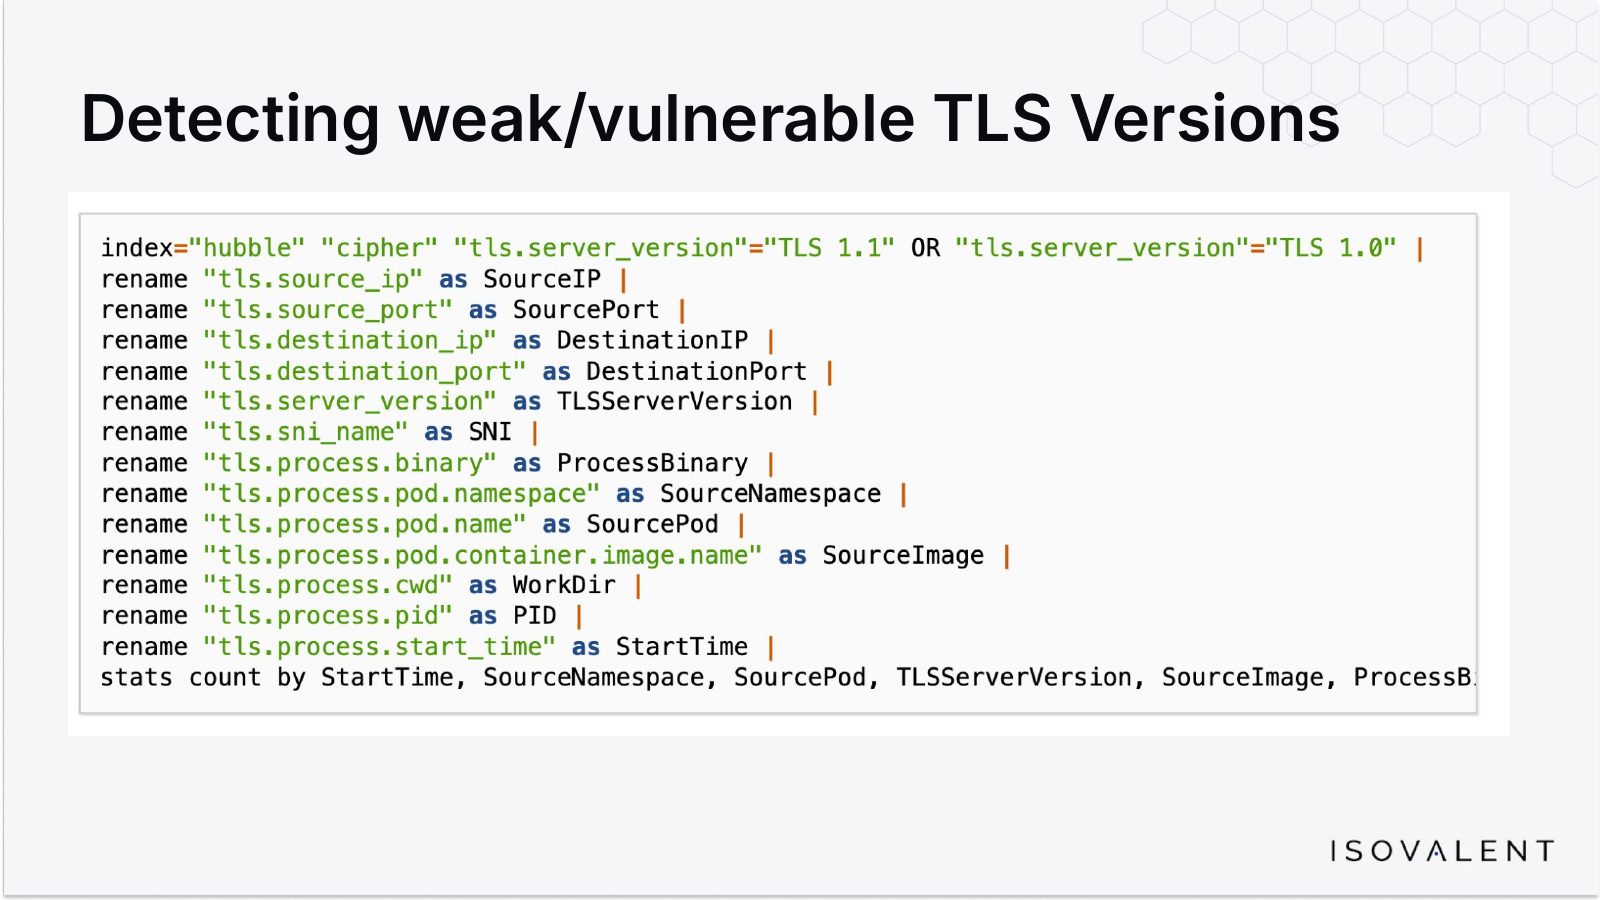 Detecting weak/vulnerable TLS Versions
index="hubble" "cipher" "tls.server_version"="TLS 1.1" OR "tls.server_version"="TLS 1.0" |
rename "tls.source_ip" as SourceIP |
rename "tls.source_port" as SourcePort |
rename "tls.destination_ip" as DestinationIP |
rename "tls.destination_port" as DestinationPort |
rename "tls.server_version" as TLSServerVersion |
rename "tls.sni_name" as SNI |
rename "tls.process.binary" as ProcessBinary |
rename "tls.process.pod.namespace" as SourceNamespace |
rename "tls.process.pod.name" as SourcePod |
rename "tls.process.pod.container.image.name" as SourceImage |
rename "tls.process.cwd" as WorkDir |
rename "tls.process.pid" as PID |
rename "tls.process.start_time" as StartTime |
stats count by StartTime, SourceNamespace, SourcePod, TLSServerVersion, SourceImage, ProcessB
ISOVALENT